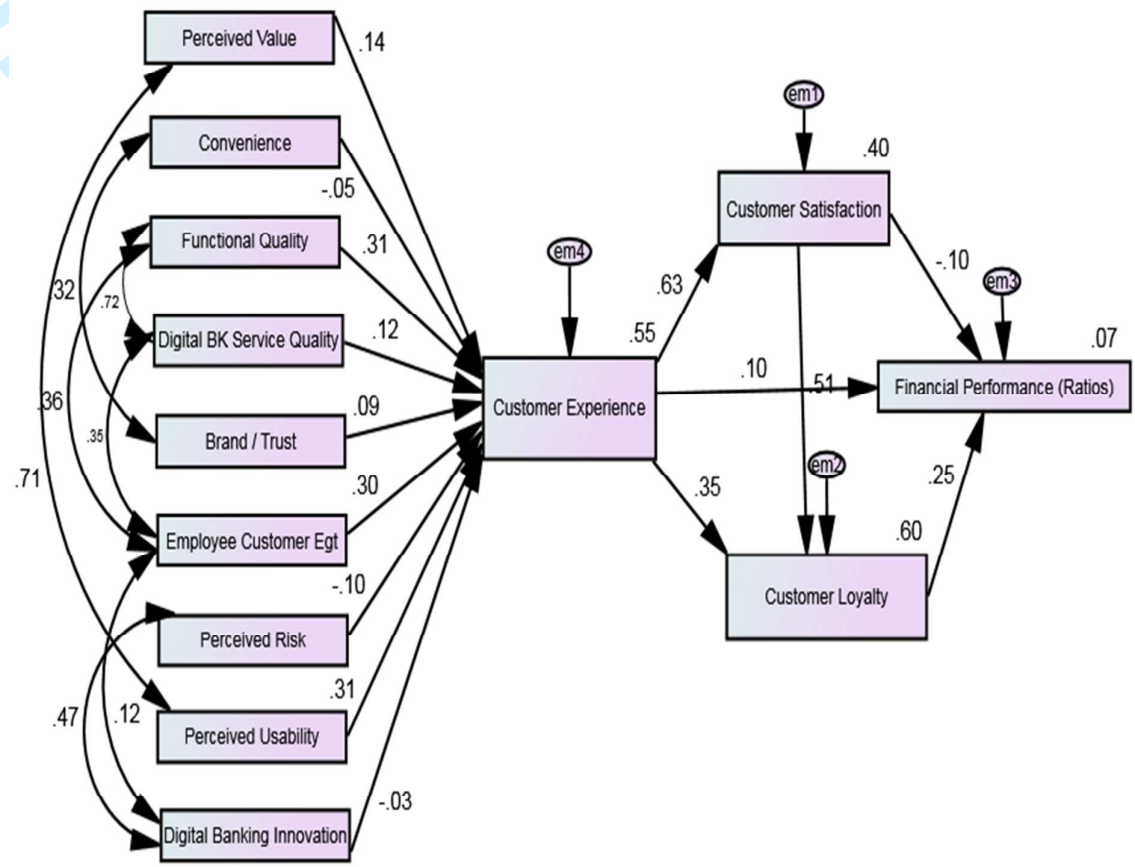 Perceived Value
.14
Convenience
-.05
Functional Quality
.31
.32
.72
Digital BK Service Quality
.12
.36
.35
Brand / Trust
.09
.71
Employee Customer Egt
.30
-.10
Perceived Risk
.31
.47
.12
Perceived Usability
-.03
Digital Banking Innovation
em4
.55
Customer Experience
em1
.40
Customer Satisfaction
.63
-.10
em3
.07
.10
.51
Financial Performance (Ratios)
em2
.35
.25
.60
Customer Loyalty